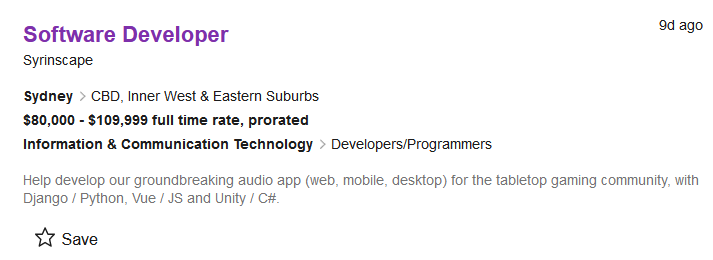 Software Developer
9d ago
Syrinscape
Sydney > CBD, Inner West & Eastern Suburbs
$80,000 - $109,999 full time rate, prorated
Information & Communication Technology > Developers/Programmers
Help develop our groundbreaking audio app (web, mobile, desktop) for the tabletop gaming community, with
Django / Python, Vue / JS and Unity / C#.
Save